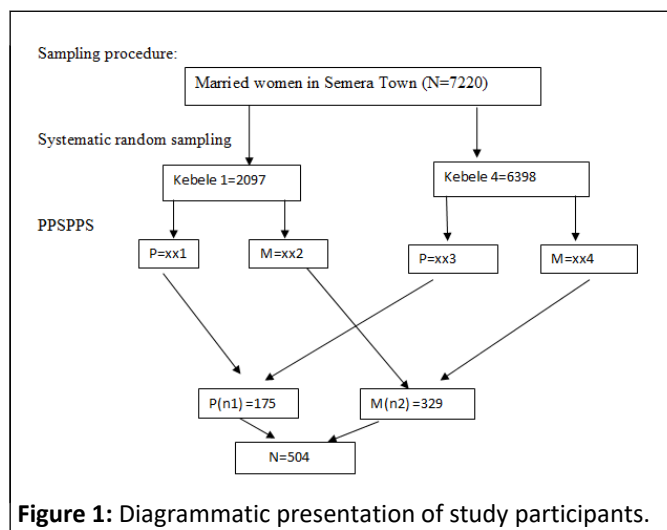 Sampling procedure:
Married women in Semera Town (N=7220)
Systematic random sampling
Kebele 1=2097
Kebele 4=6398
PPSPPS
P=xx1
M=xx2
P=xx3
M=xx4
P(n1) =175
M(n2) =329
N=504
Figure 1: Diagrammatic presentation of study participants.